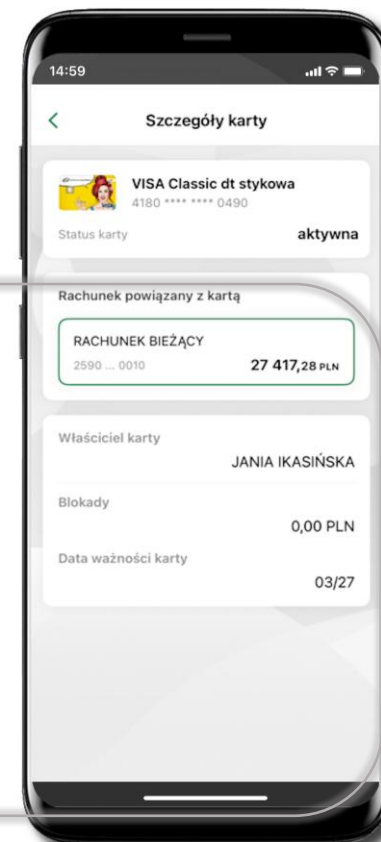 14:59
Szczegóły karty
VISA Classic dt stykowa
4180 **** **** 0490
Status karty aktywna
Rachunek powiązany z kartą
RACHUNEK BIEŻĄCY
2590 ... 0010 27 417,28 PLN
Właściciel karty
JANIA IKASIŃSKA
Blokady
0,00 PLN
Data ważności karty
03/27